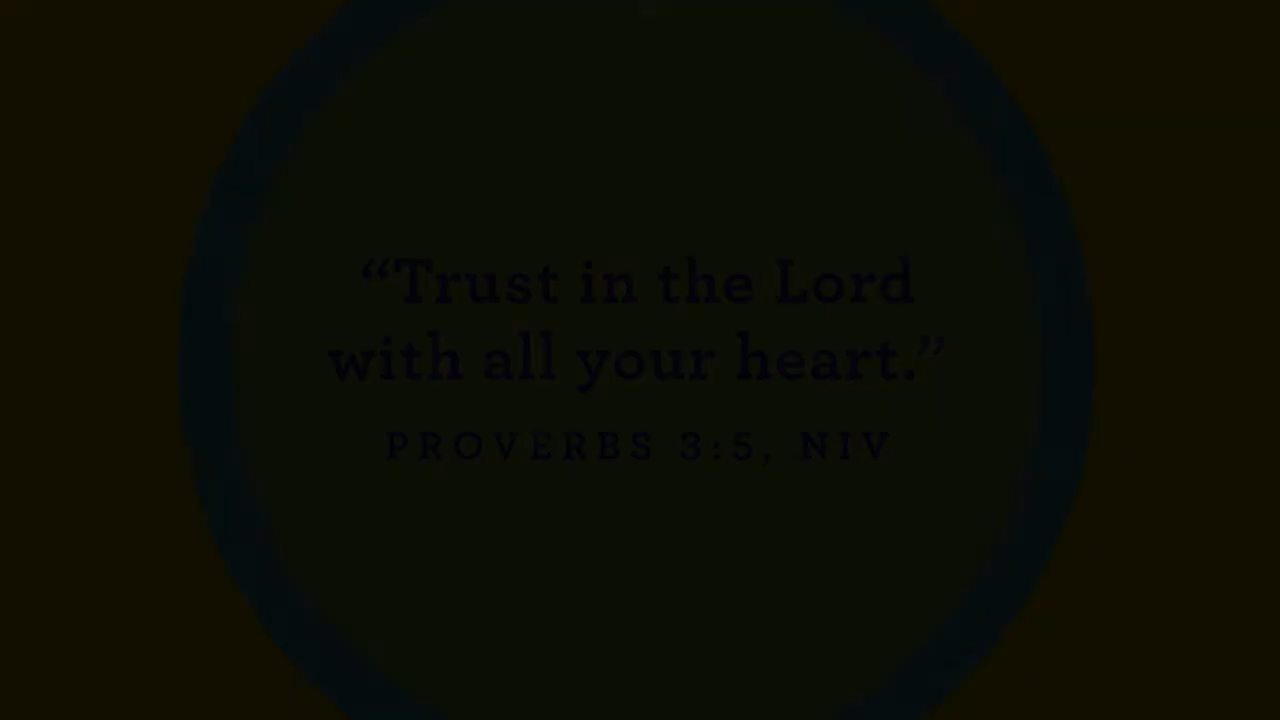 “Trust in the Lord
with all your heart.”
PROVERBS 3:5, NIV